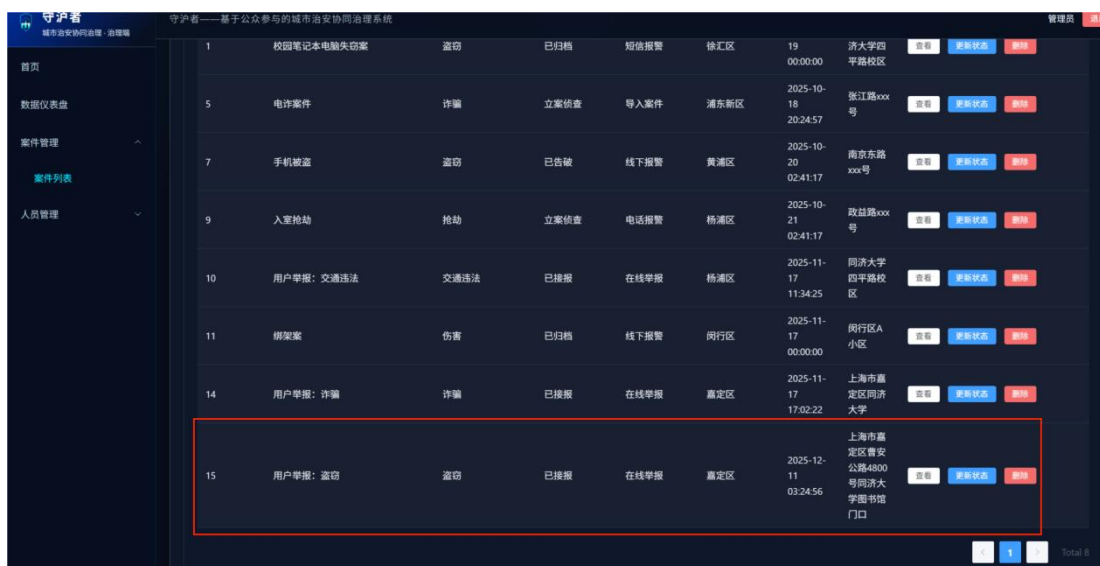 守沪者
城市治安协同治理 - 治理端
守沪者——基于公众参与的城市治安协同治理系统
管理员
首页
数据仪表盘
案件管理
案件列表
人员管理
1 校园笔记本电脑失窃案 盗窃 已归档 短信报警 徐汇区 19 00:00:00 济大学四平路校区 查看 更新状态 删除
5 电诈案件 诈骗 立案侦查 导入案件 浦东新区 2025-10-18 20:24:57 张江路xxx号 查看 更新状态 删除
7 手机被盗 盗窃 已告破 线下报警 黄浦区 2025-10-20 02:41:17 南京东路xxx号 查看 更新状态 删除
9 入室抢劫 抢劫 立案侦查 电话报警 杨浦区 2025-10-21 02:41:17 政益路xxx号 查看 更新状态 删除
10 用户举报：交通违法 交通违法 已接报 在线举报 杨浦区 2025-11-17 11:34:25 同济大学四平路校区 查看 更新状态 删除
11 绑架案 伤害 已归档 线下报警 闵行区 2025-11-17 00:00:00 闵行区A小区 查看 更新状态 删除
14 用户举报：诈骗 诈骗 已接报 在线举报 嘉定区 2025-11-17 17:02:22 上海市嘉定区同济大学 查看 更新状态 删除
15 用户举报：盗窃 盗窃 已接报 在线举报 嘉定区 2025-12-11 03:24:56 上海市嘉定区曹安公路4800号同济大学图书馆门口 查看 更新状态 删除
1
Total 8